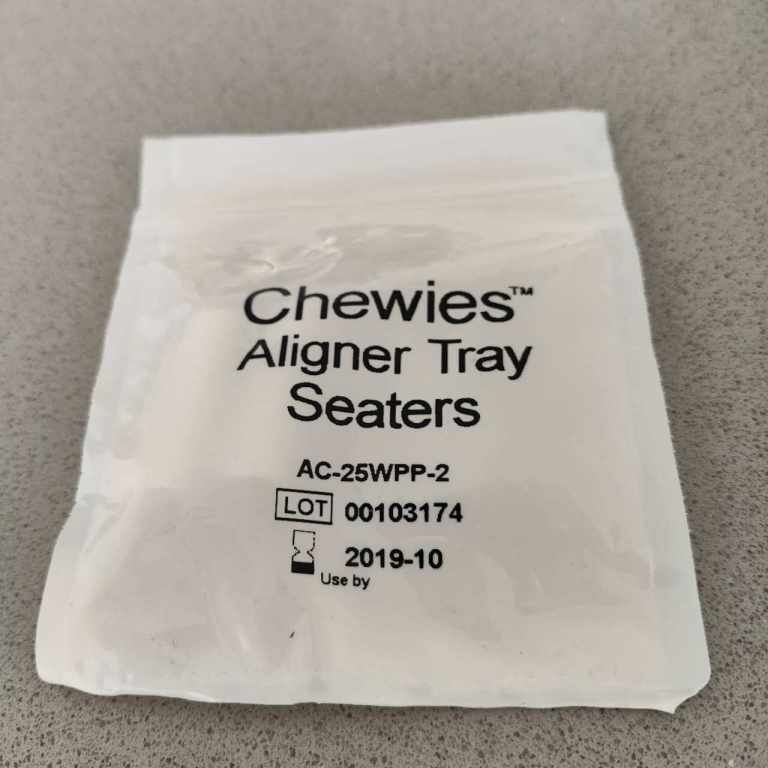 Chewies™
Aligner Tray
Seaters
AC-25WPP-2
LOT 00103174
2019-10
Use by